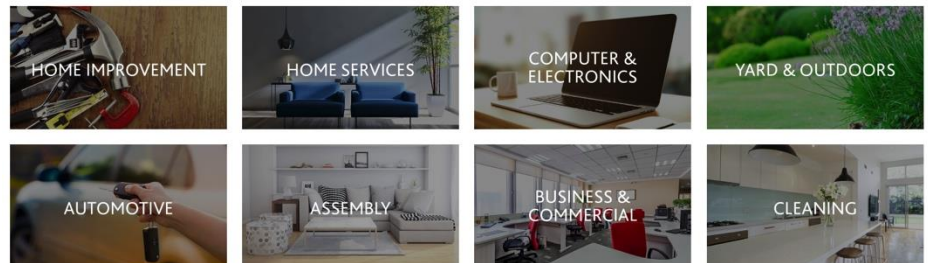 HOME IMPROVEMENT
HOME SERVICES
COMPUTER &
ELECTRONICS
YARD & OUTDOORS
AUTOMOTIVE
ASSEMBLY
BUSINESS &
COMMERCIAL
CLEANING